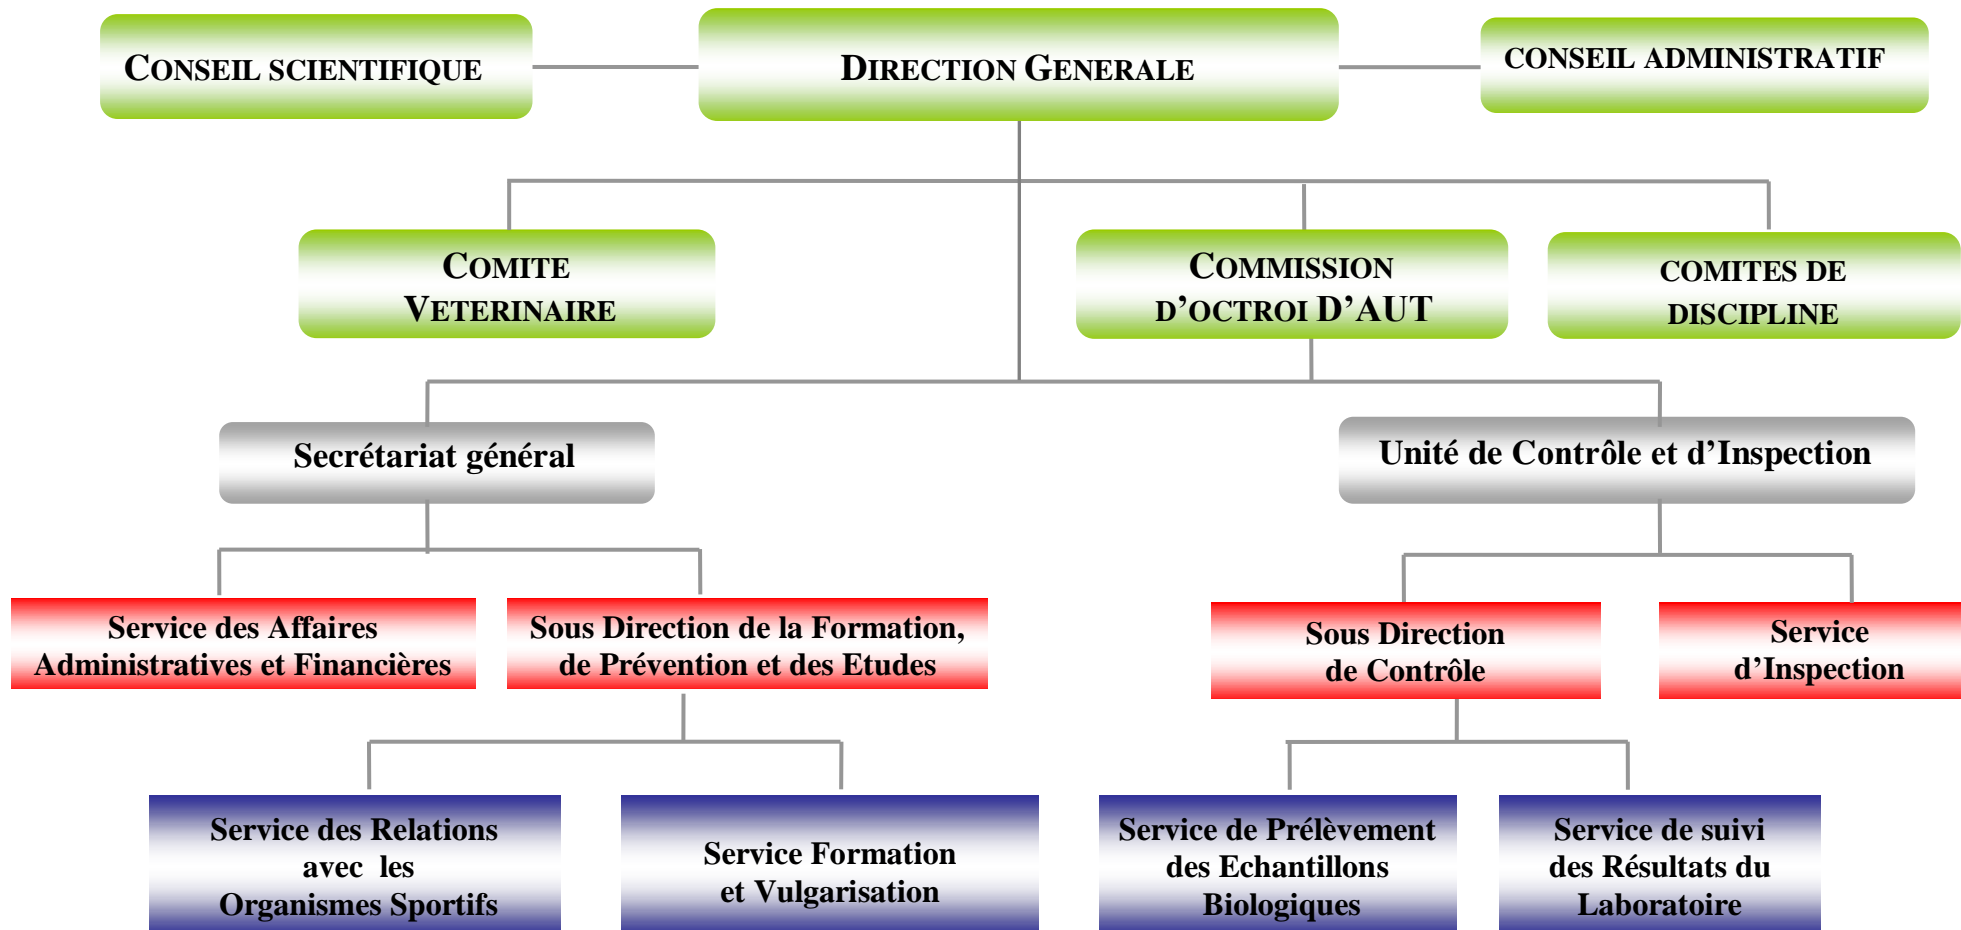 CONSEIL SCIENTIFIQUE
DIRECTION GENERALE
CONSEIL ADMINISTRATIF
COMITE
VETERINAIRE
COMMISSION
D’OCTROI D’AUT
COMITES DE
DISCIPLINE
Secrétariat général
Unité de Contrôle et d’Inspection
Service des Affaires
Administratives et Financières
Sous Direction de la Formation,
de Prévention et des Etudes
Sous Direction
de Contrôle
Service
d’Inspection
Service des Relations
avec les
Organismes Sportifs
Service Formation
et Vulgarisation
Service de Prélèvement
des Echantillons
Biologiques
Service de suivi
des Résultats du
Laboratoire